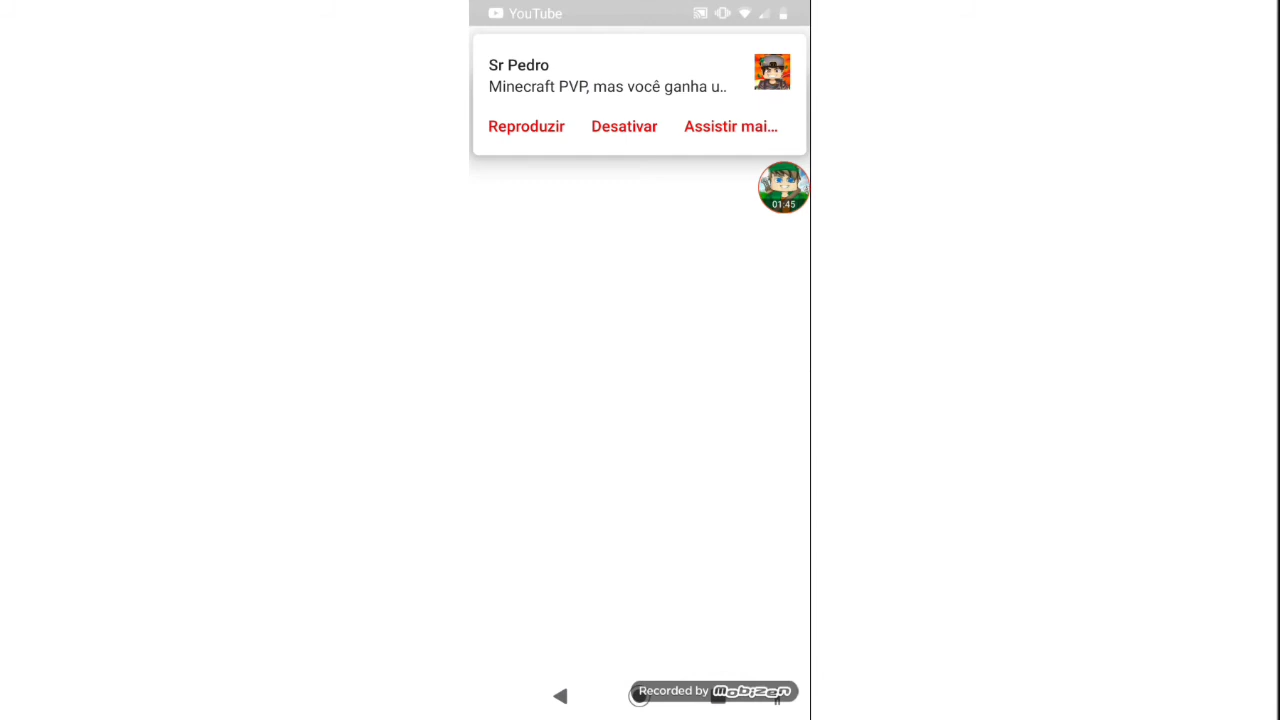 YouTube
Sr Pedro
Minecraft PVP, mas você ganha u..
Reproduzir Desativar Assistir mai...
01:45
Recorded by Mobizen